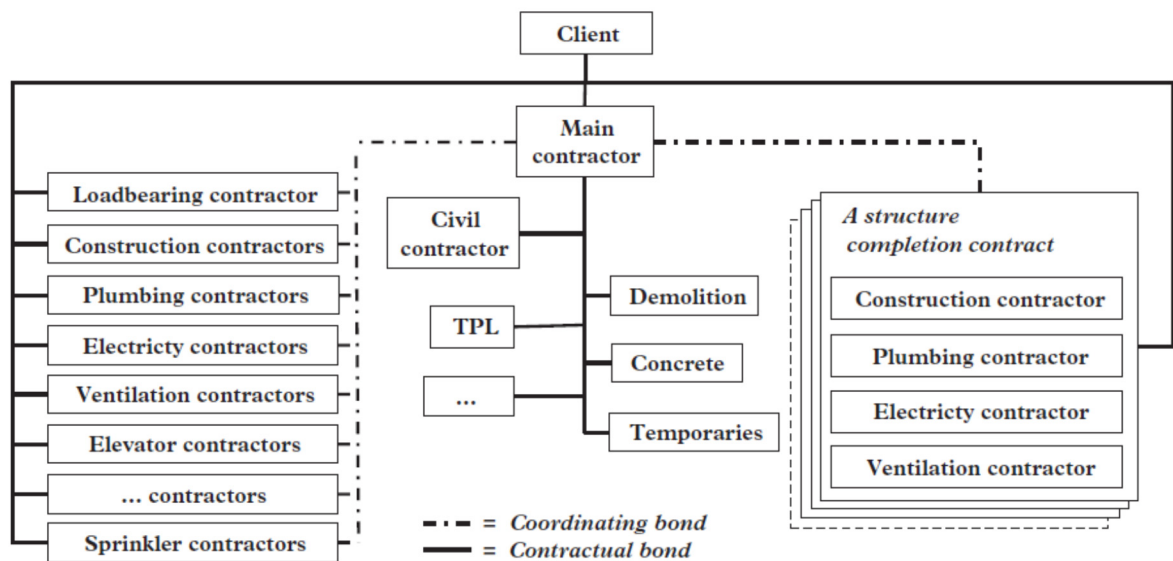 Client
Main
contractor
Loadbearing contractor
Construction contractors
Plumbing contractors
Electricty contractors
Ventilation contractors
Elevator contractors
... contractors
Sprinkler contractors
Civil
contractor
TPL
...
Demolition
Concrete
Temporaries
A structure
completion contract
Construction contractor
Plumbing contractor
Electricty contractor
Ventilation contractor
= Coordinating bond
= Contractual bond